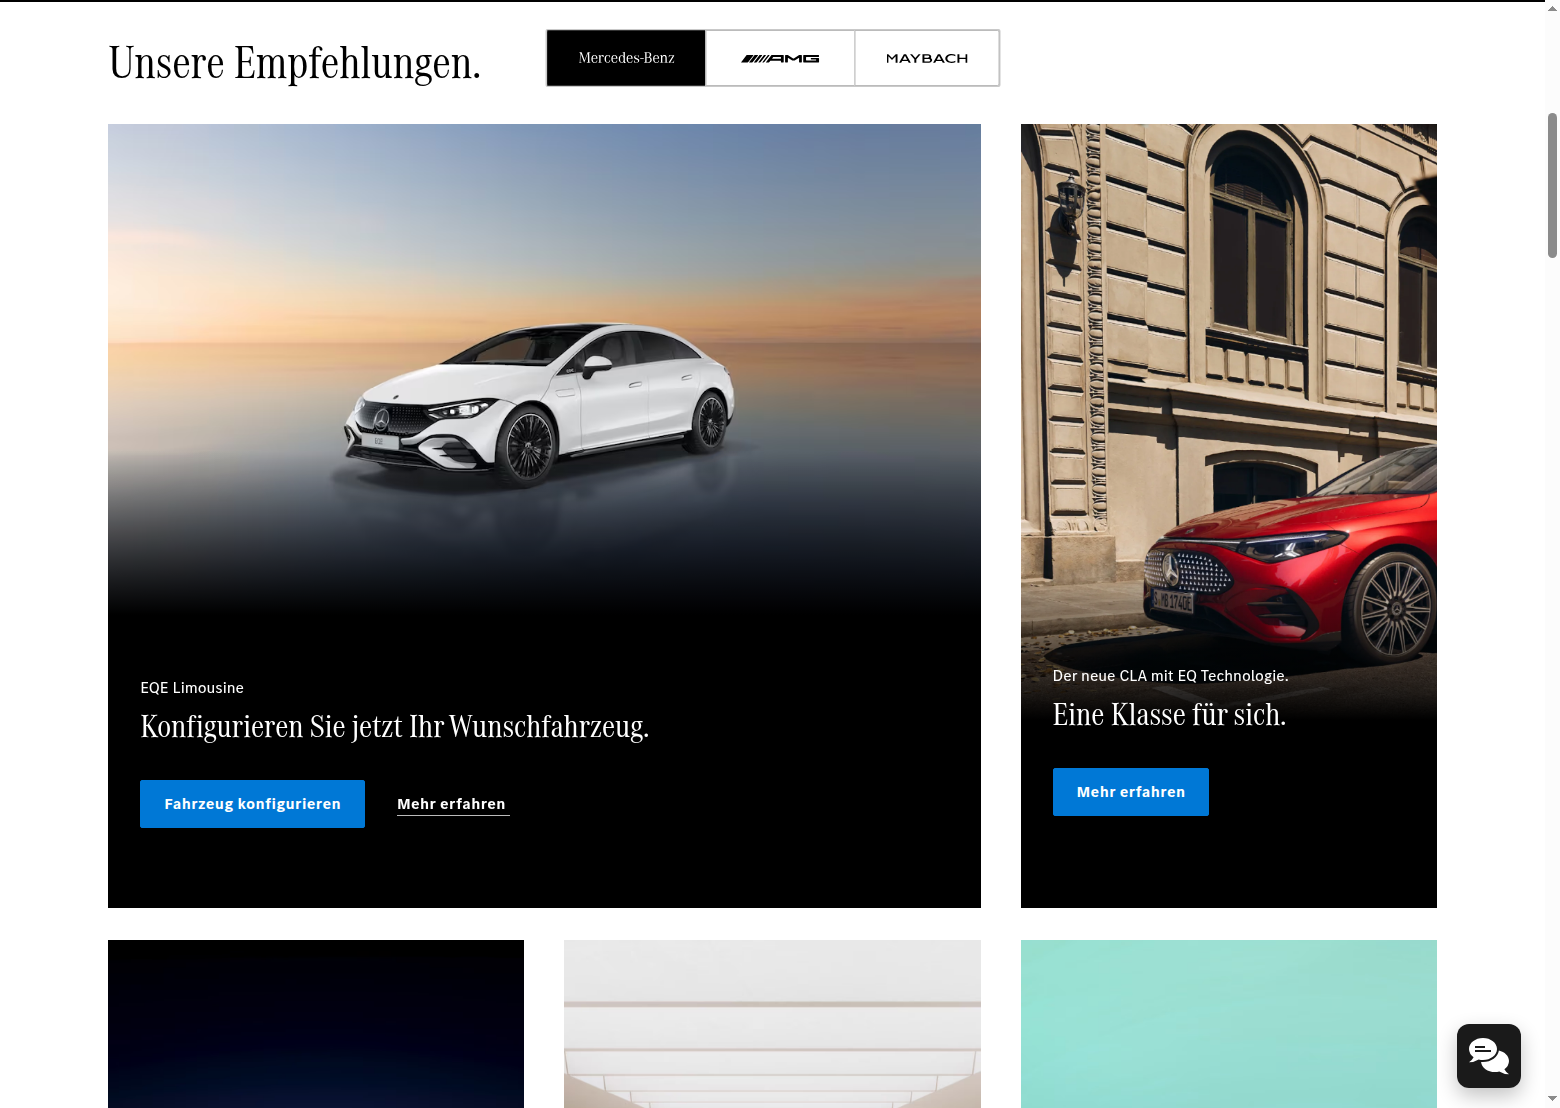 Unsere Empfehlungen.
Mercedes-Benz
AMG
MAYBACH
EQE
EQE Limousine
Konfigurieren Sie jetzt Ihr Wunschfahrzeug.
Fahrzeug konfigurieren
Mehr erfahren
Der neue CLA mit EQ Technologie.
Eine Klasse für sich.
Mehr erfahren